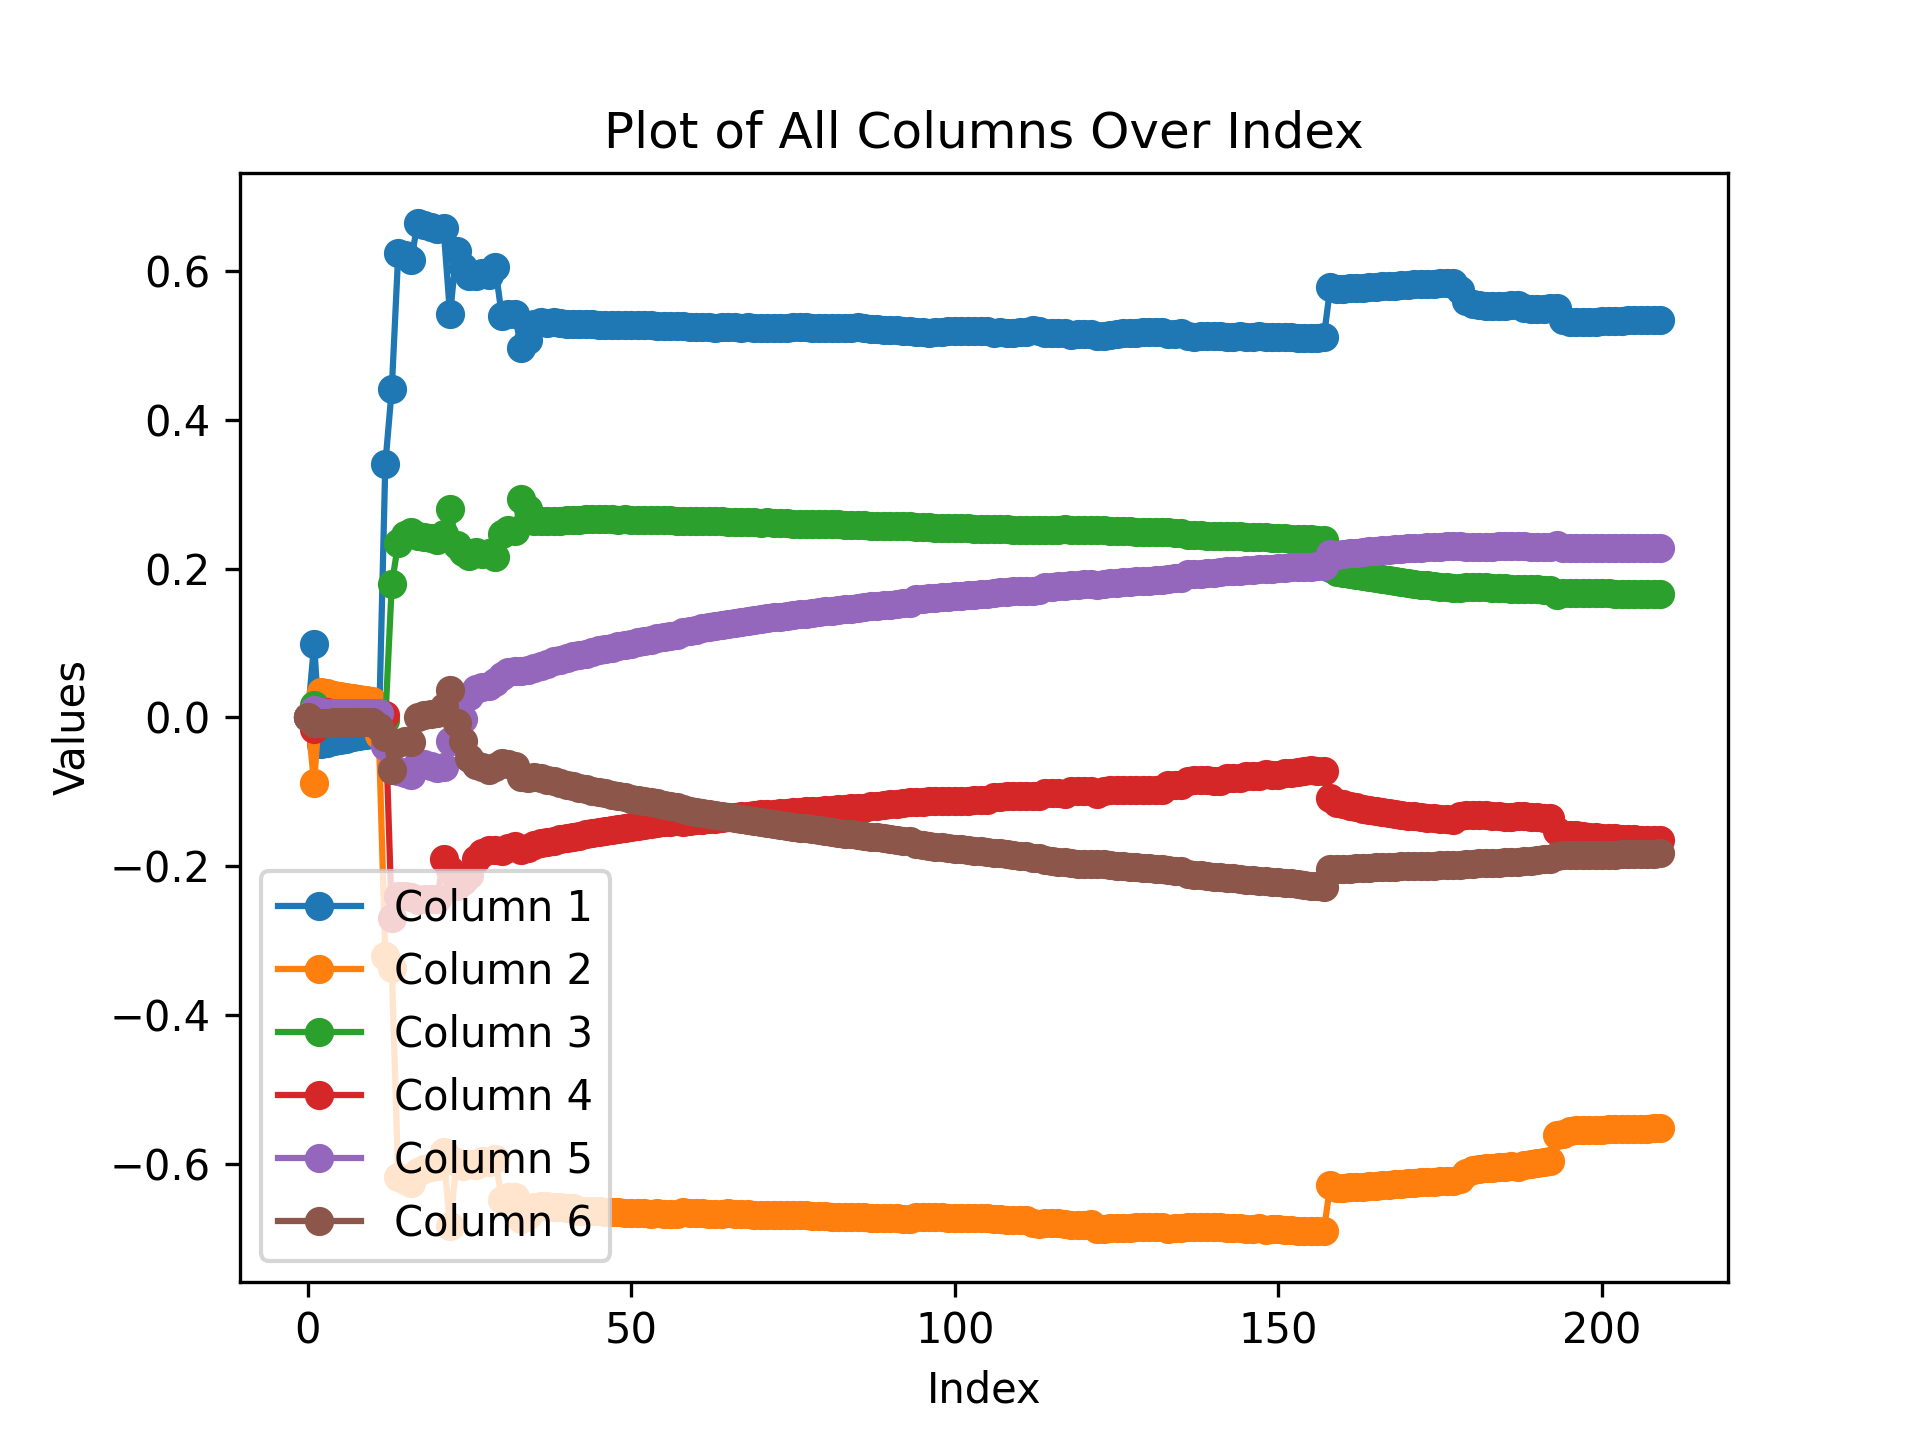 Plot of All Columns Over Index
Values
0.6
0.4
0.2
0.0
−0.2
−0.4
−0.6
Column 1
Column 2
Column 3
Column 4
Column 5
Column 6
0 50 100 150 200
Index